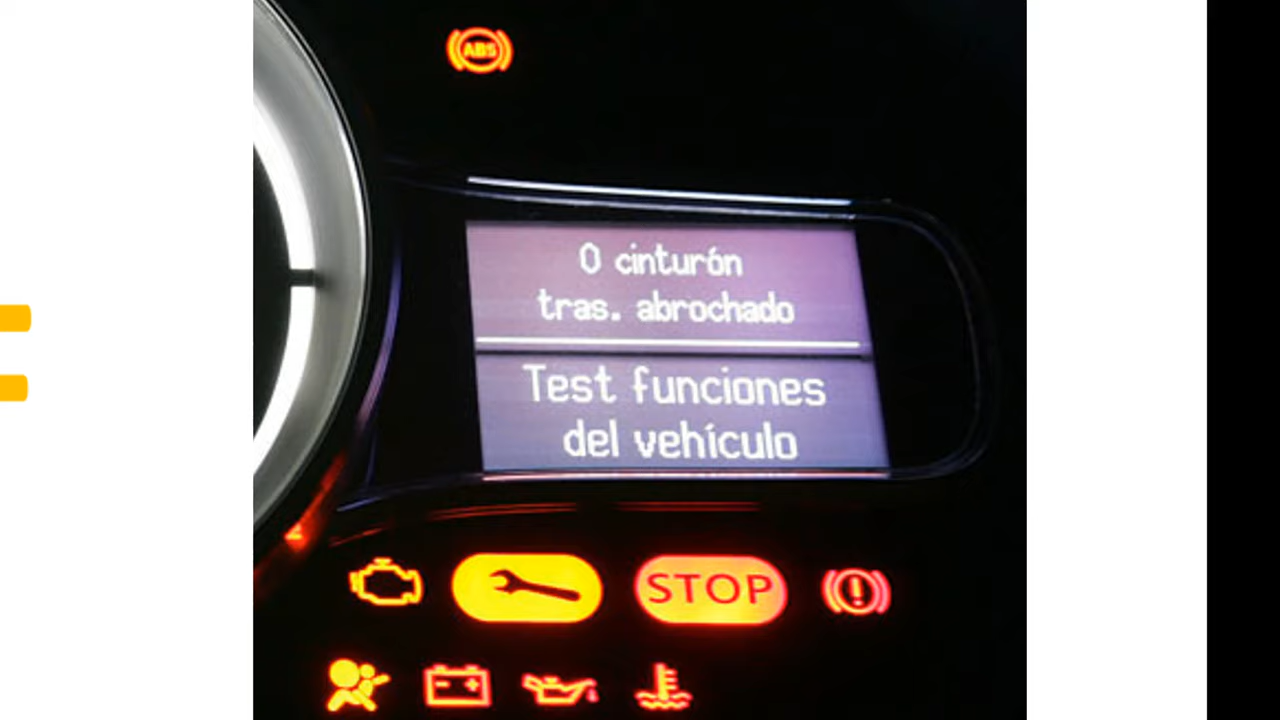 ABS
0 cinturón
tras. abrochado
Test funciones
del vehículo
STOP